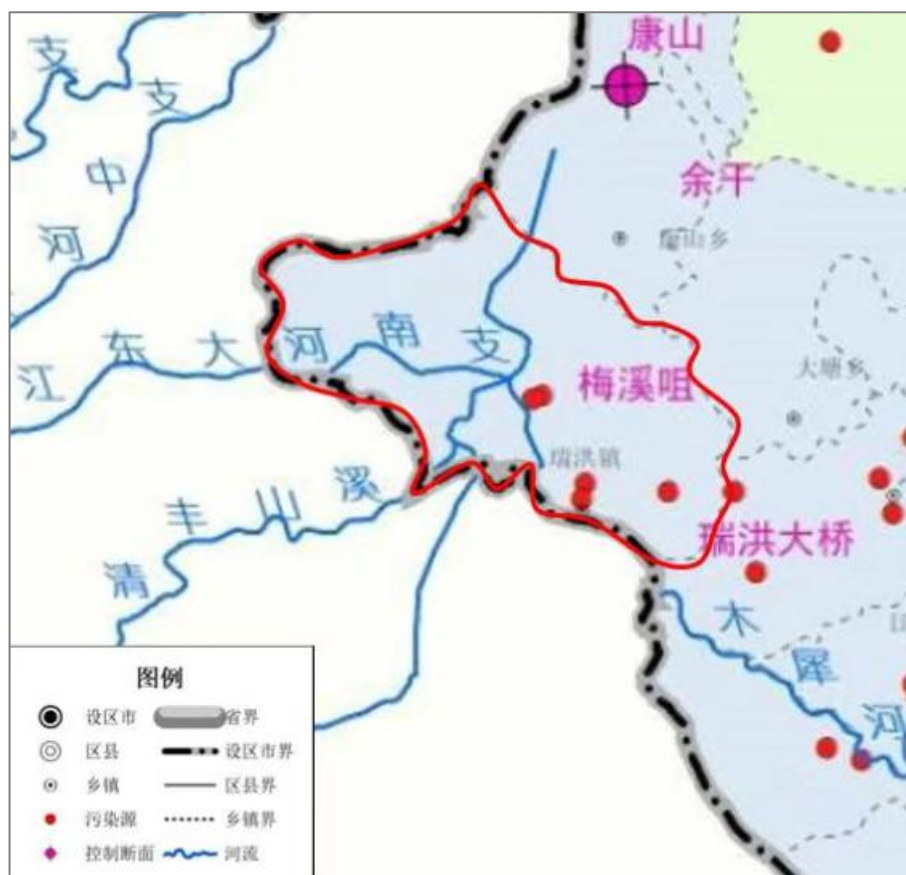 康山
支
支
中
余干
河
山乡
江东大河南支
大塘乡
梅溪咀
瑞洪镇
清丰山溪
瑞洪大桥
木犀河
图例
设区市
省界
区县
设区市界
乡镇
区县界
污染源
乡镇界
控制断面
河流